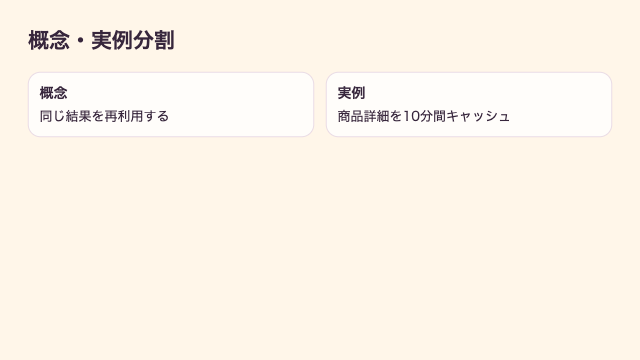 概念・実例分割
概念
同じ結果を再利用する
実例
商品詳細を10分間キャッシュ